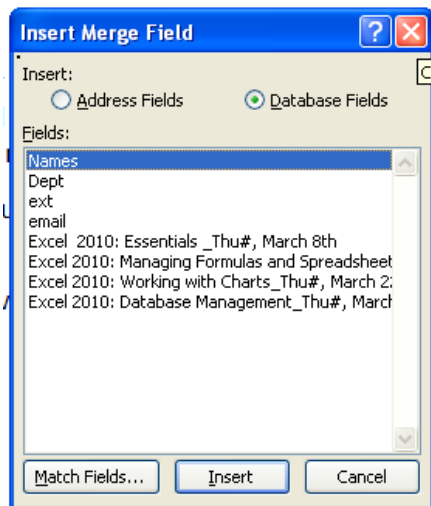 Insert Merge Field
Insert:
Address Fields Database Fields
Fields:
Names
Dept
ext
email
Excel 2010: Essentials _Thu#, March 8th
Excel 2010: Managing Formulas and Spreadsheet
Excel 2010: Working with Charts_Thu#, March 2
Excel 2010: Database Management_Thu#, March
Match Fields... Insert Cancel